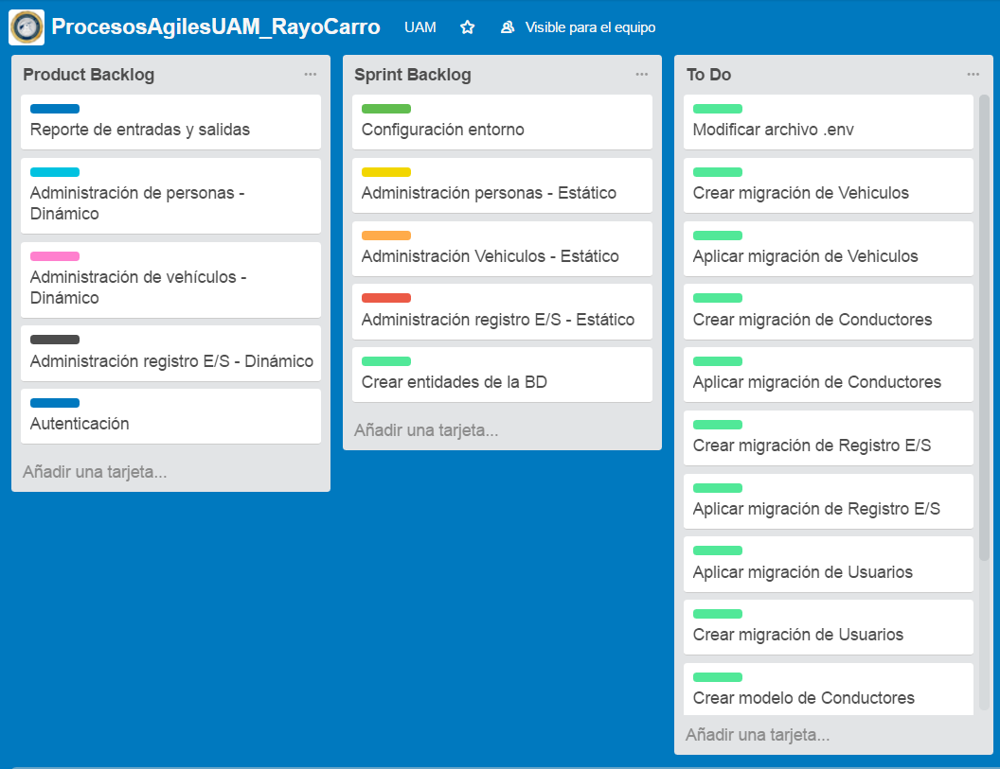 ProcesosAgilesUAM_RayoCarro UAM Visible para el equipo
Product Backlog
Reporte de entradas y salidas
Administración de personas -
Dinámico
Administración de vehículos -
Dinámico
Administración registro E/S - Dinámico
Autenticación
Añadir una tarjeta...
Sprint Backlog
Configuración entorno
Administración personas - Estático
Administración Vehiculos - Estático
Administración registro E/S - Estático
Crear entidades de la BD
Añadir una tarjeta...
To Do
Modificar archivo .env
Crear migración de Vehiculos
Aplicar migración de Vehiculos
Crear migración de Conductores
Aplicar migración de Conductores
Crear migración de Registro E/S
Aplicar migración de Registro E/S
Aplicar migración de Usuarios
Crear migración de Usuarios
Crear modelo de Conductores
Añadir una tarjeta...